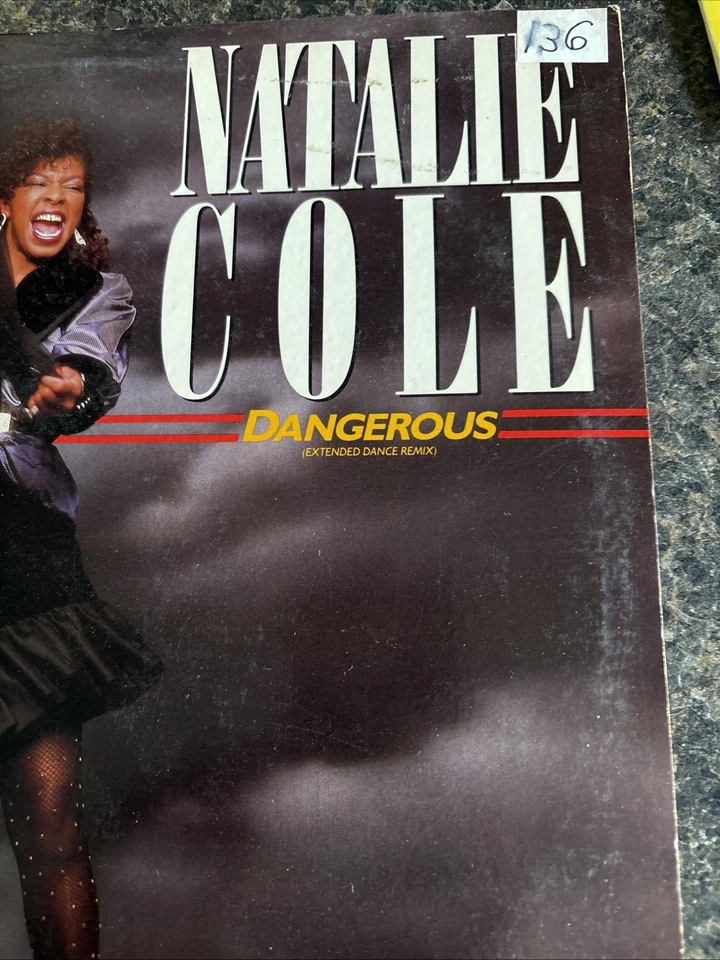 136
NATALIE
COLE
DANGEROUS
(EXTENDED DANCE REMIX)